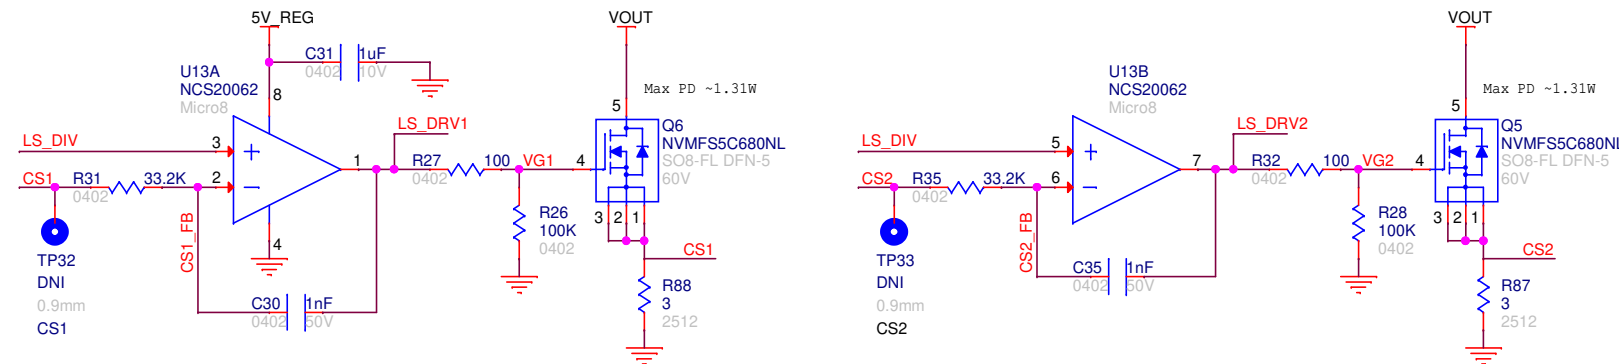 5V_REG
C31
1uF
0402
10V
U13A
NCS20062
Micro8
8
LS_DIV
3
CS1
R31
33.2K
0402
2
CS1_FB
4
TP32
DNI
0.9mm
CS1
C30
1nF
0402
50V
1
LS_DRV1
R27
100
0402
VG1
R26
100K
0402
VOUT
Max PD ~1.31W
5
Q6
NVMFS5C680NL
SO8-FL DFN-5
60V
4
3 2 1
CS1
R88
3
2512
U13B
NCS20062
Micro8
LS_DIV
5
CS2
R35
33.2K
0402
6
CS2_FB
TP33
DNI
0.9mm
CS2
C35
1nF
0402
50V
7
LS_DRV2
R32
100
0402
VG2
R28
100K
0402
VOUT
Max PD ~1.31W
5
Q5
NVMFS5C680NL
SO8-FL DFN-5
60V
4
3 2 1
CS2
R87
3
2512